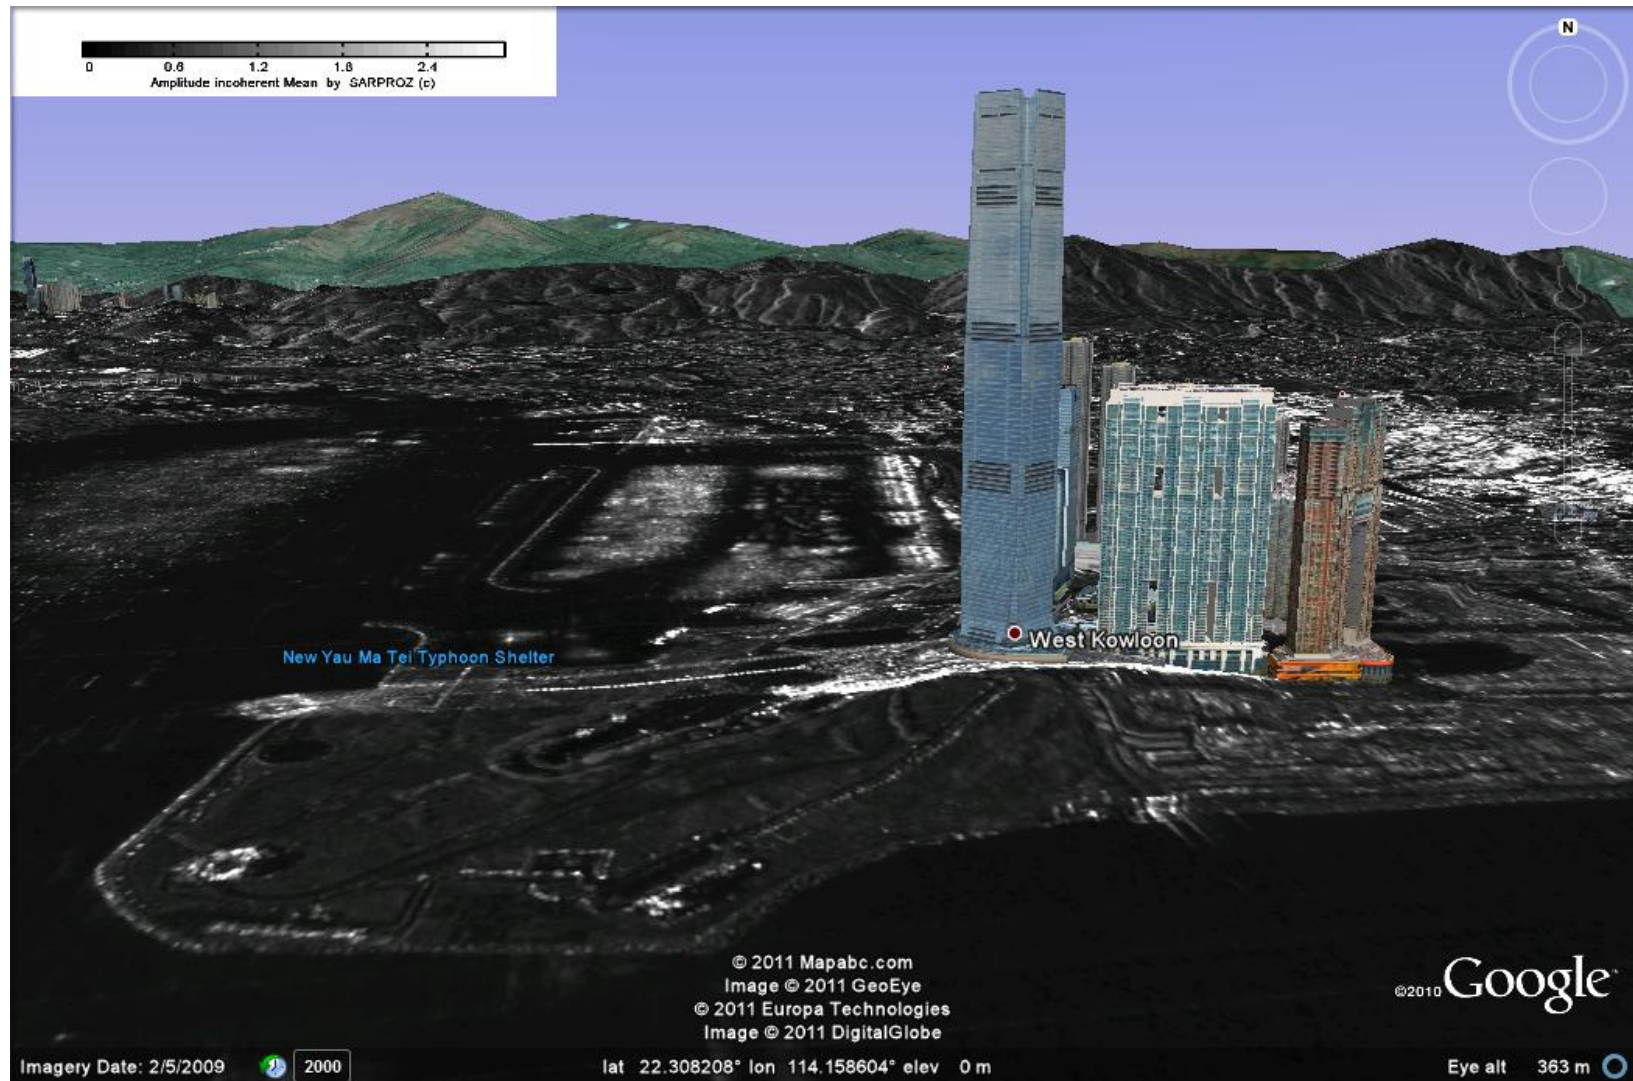 N
0 0.6 1.2 1.8 2.4
Amplitude incoherent Mean by SARPROZ (c)
West Kowloon
New Yau Ma Tei Typhoon Shelter
© 2011 Mapabc.com
Image © 2011 GeoEye
© 2011 Europa Technologies
Image © 2011 DigitalGlobe
©2010 Google
Imagery Date: 2/5/2009 2000 lat 22.308208° lon 114.158604° elev 0 m Eye alt 363 m